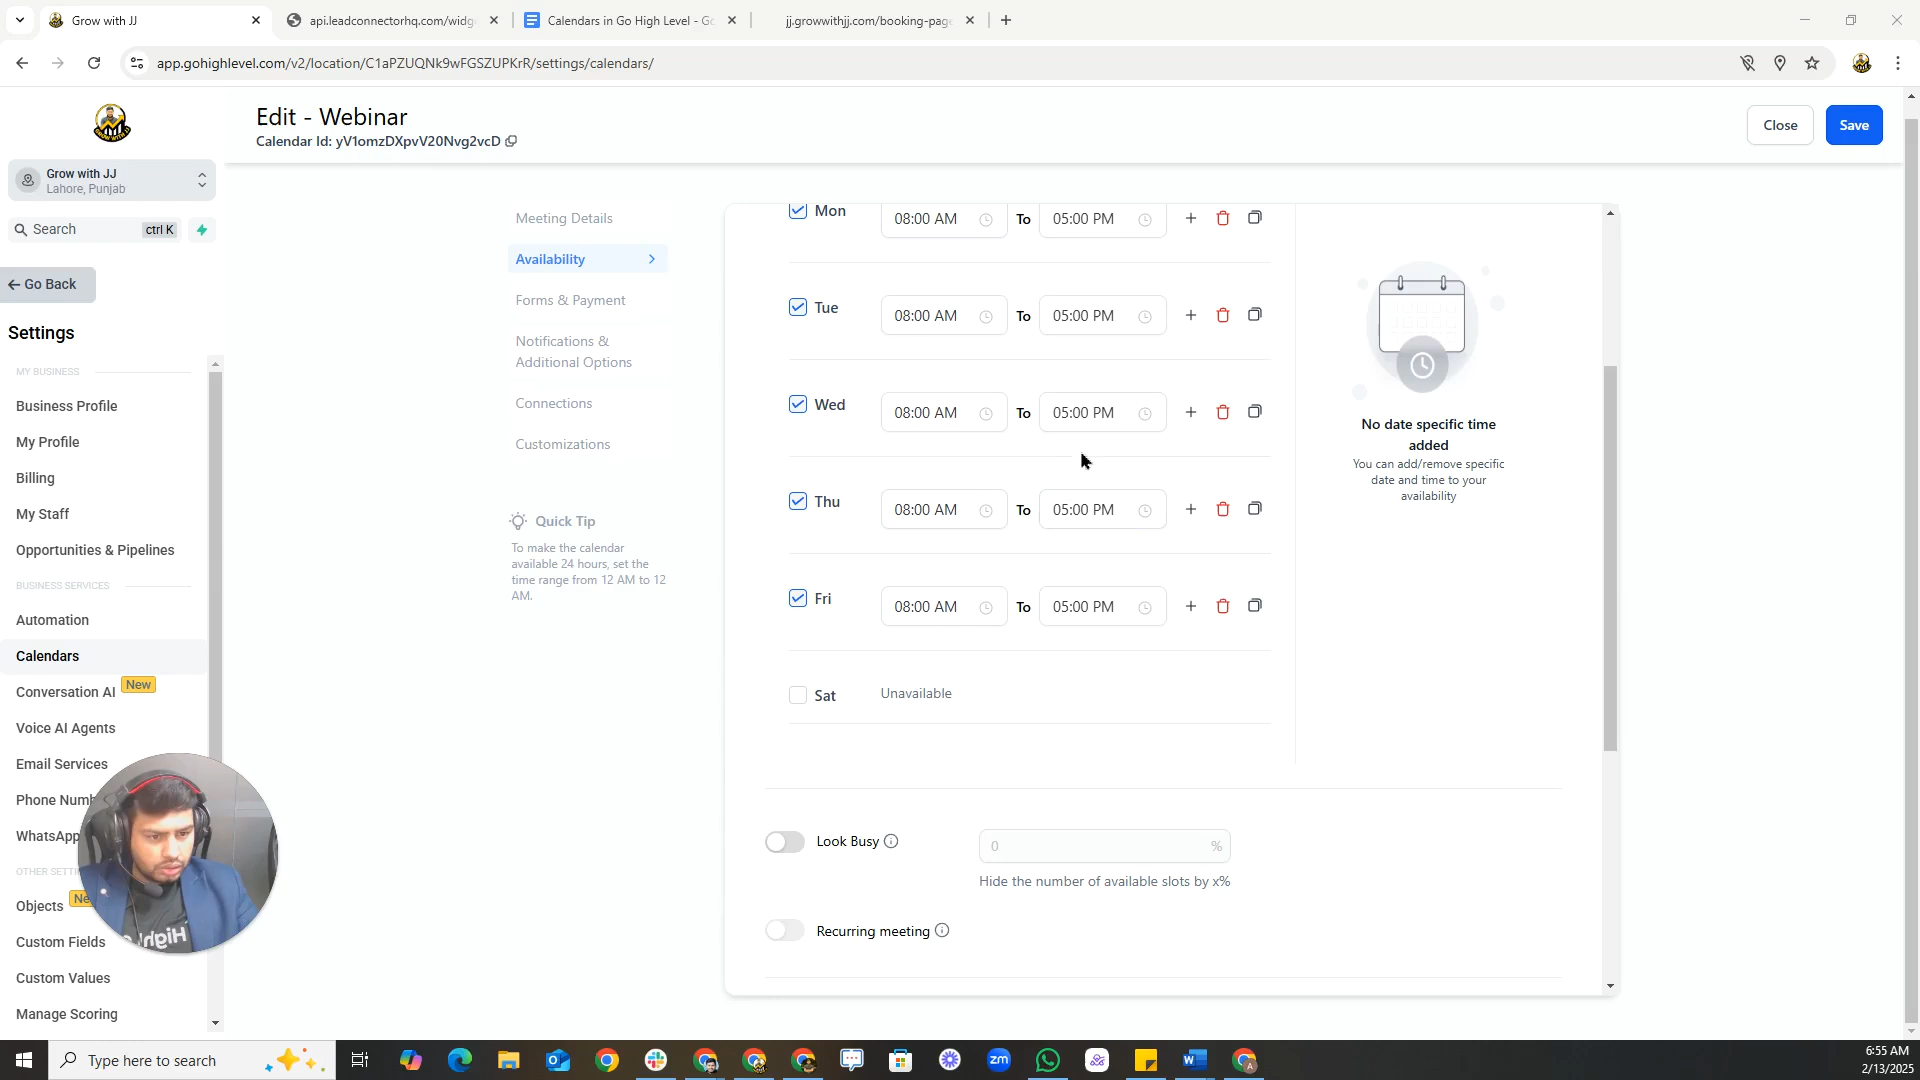 Grow with JJ
api.leadconnectorhq.com/widg
Calendars in Go High Level - Go
jj.growwithjj.com/booking-pag
app.gohighlevel.com/v2/location/C1aPZUQNk9wFGSZUPKrR/settings/calendars/
Edit - Webinar
Calendar Id: yV1omzDXpvV20Nvg2vcD
Close
Save
Grow with JJ
Lahore, Punjab
Search
ctrl K
Go Back
Settings
MY BUSINESS
Business Profile
My Profile
Billing
My Staff
Opportunities & Pipelines
BUSINESS SERVICES
Automation
Calendars
Conversation AI New
Voice AI Agents
Email Services
Phone Numb
WhatsApp
OTHER SETT
Objects Ne
Custom Fields
Custom Values
Manage Scoring
Meeting Details
Availability
Forms & Payment
Notifications &
Additional Options
Connections
Customizations
Quick Tip
To make the calendar
available 24 hours, set the
time range from 12 AM to 12
AM.
Mon 08:00 AM To 05:00 PM
Tue 08:00 AM To 05:00 PM
Wed 08:00 AM To 05:00 PM
Thu 08:00 AM To 05:00 PM
Fri 08:00 AM To 05:00 PM
Sat Unavailable
No date specific time
added
You can add/remove specific
date and time to your
availability
Look Busy
0 %
Hide the number of available slots by x%
Recurring meeting
Type here to search
zm
W
A
6:55 AM
2/13/2025